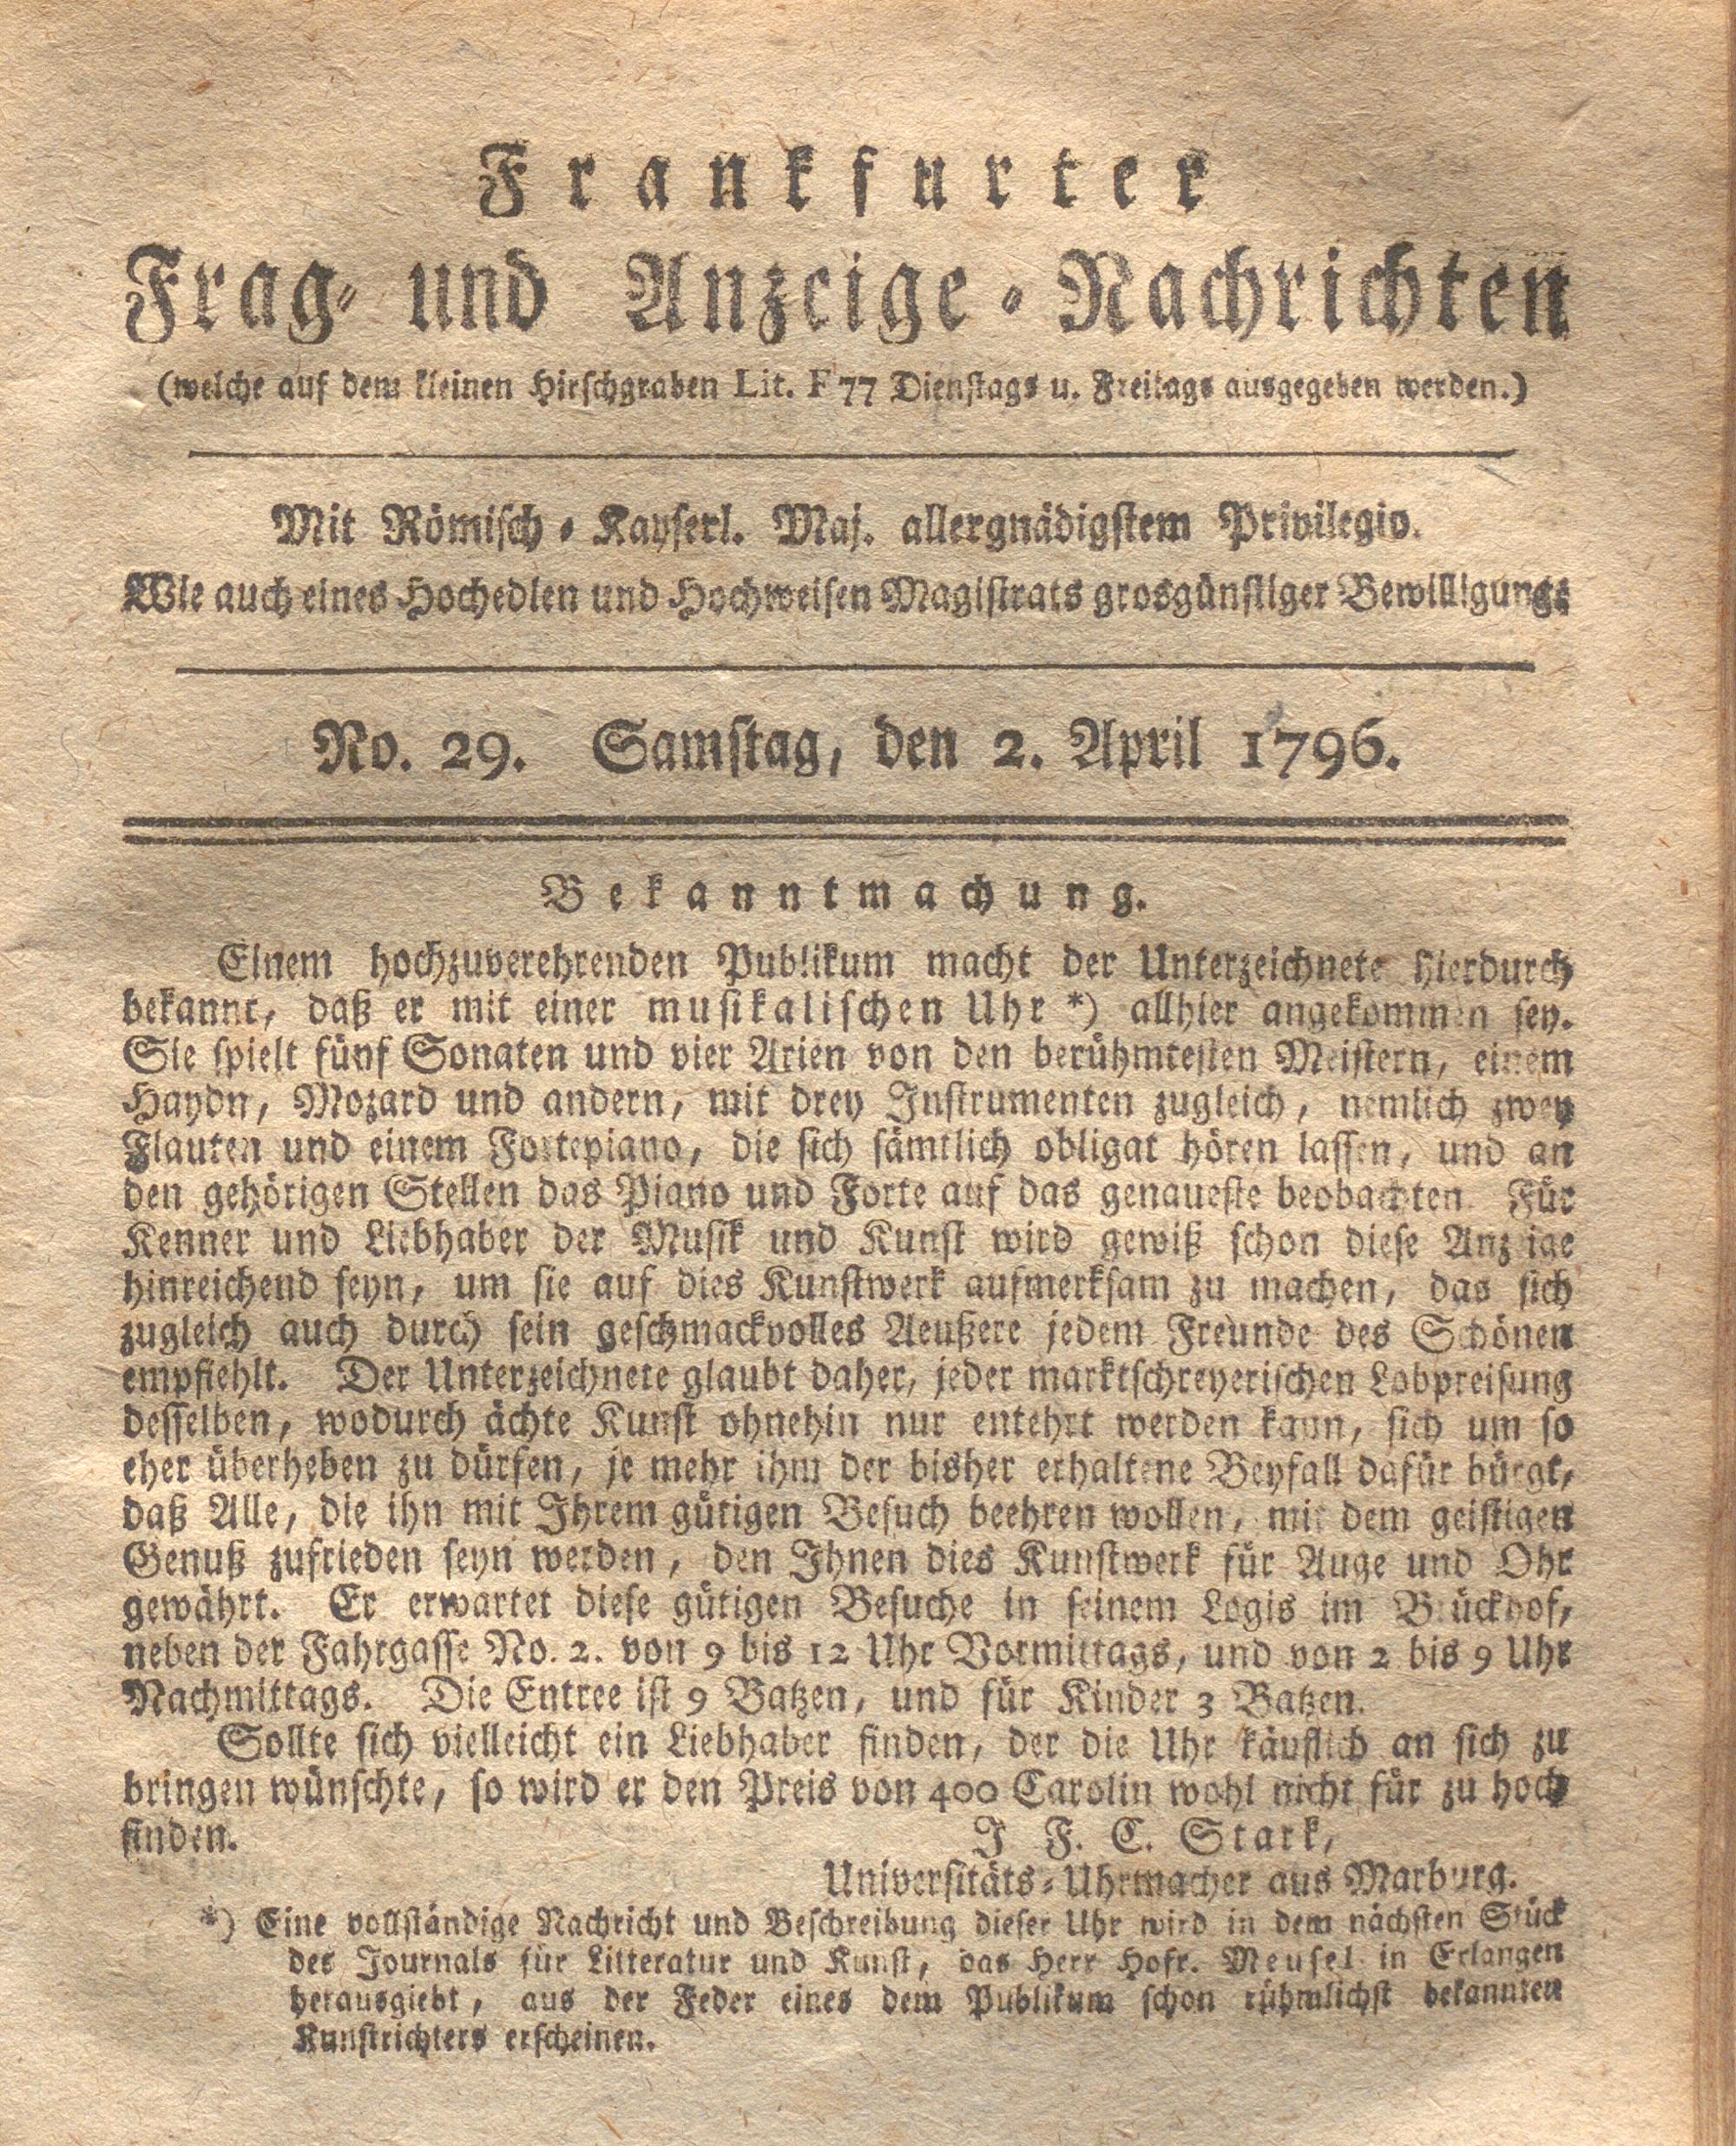 Frankfurter
Frag- und Anzeige-Nachrichten
(welche auf dem kleinen Hirschgraben Lit. F 77 Dienstags u. Freitags ausgegeben werden.)
Mit Römisch-Kayserl. Maj. allergnädigstem Privilegio.
Wie auch eines Hochedlen und Hochweisen Magistrats grosgünstiger Bewilligung.
No. 29. Samstag, den 2. April 1796.
Bekanntmachung.
Einem hochzuverehrenden Publikum macht der Unterzeichnete hierdurch
bekannt, daß er mit einer musikalischen Uhr *) allhier angekommen sey.
Sie spielt fünf Sonaten und vier Arien von den berühmtesten Meistern, einem
Haydn, Mozard und andern, mit drey Instrumenten zugleich, nemlich zwey
Flauten und einem Fortepiano, die sich sämtlich obligat hören lassen, und an
den gehörigen Stellen das Piano und Forte auf das genaueste beobachten. Für
Kenner und Liebhaber der Musik und Kunst wird gewiß schon diese Anzeige
hinreichend seyn, um sie auf dies Kunstwerk aufmerksam zu machen, das sich
zugleich auch durch sein geschmackvolles Aeußere jedem Freunde des Schönen
empfiehlt. Der Unterzeichnete glaubt daher, jeder marktschreyerischen Lobpreisung
desselben, wodurch ächte Kunst ohnehin nur entehrt werden kann, sich um so
eher überheben zu dürfen, je mehr ihm der bisher erhaltene Beyfall dafür bürgt,
daß Alle, die ihn mit Ihrem gütigen Besuch beehren wollen, mit dem geistigen
Genuß zufrieden seyn werden, den Ihnen dies Kunstwerk für Auge und Ohr
gewährt. Er erwartet diese gütigen Besuche in seinem Logis im Brückhof,
neben der Fahrgasse No. 2. von 9 bis 12 Uhr Vormittags, und von 2 bis 9 Uhr
Nachmittags. Die Entree ist 9 Batzen, und für Kinder 3 Batzen.
Sollte sich vielleicht ein Liebhaber finden, der die Uhr käuflich an sich zu
bringen wünschte, so wird er den Preis von 400 Carolin wohl nicht für zu hoch
finden.
J F. C. Stark,
Universitäts-Uhrmacher aus Marburg.
*) Eine vollständige Nachricht und Beschreibung dieser Uhr wird in dem nächsten Stück
des Journals für Litteratur und Kunst, das Herr Hofr. Meusel in Erlangen
herausgiebt, aus der Feder eines dem Publikum schon rühmlichst bekannten
Kunstrichters erscheinen.